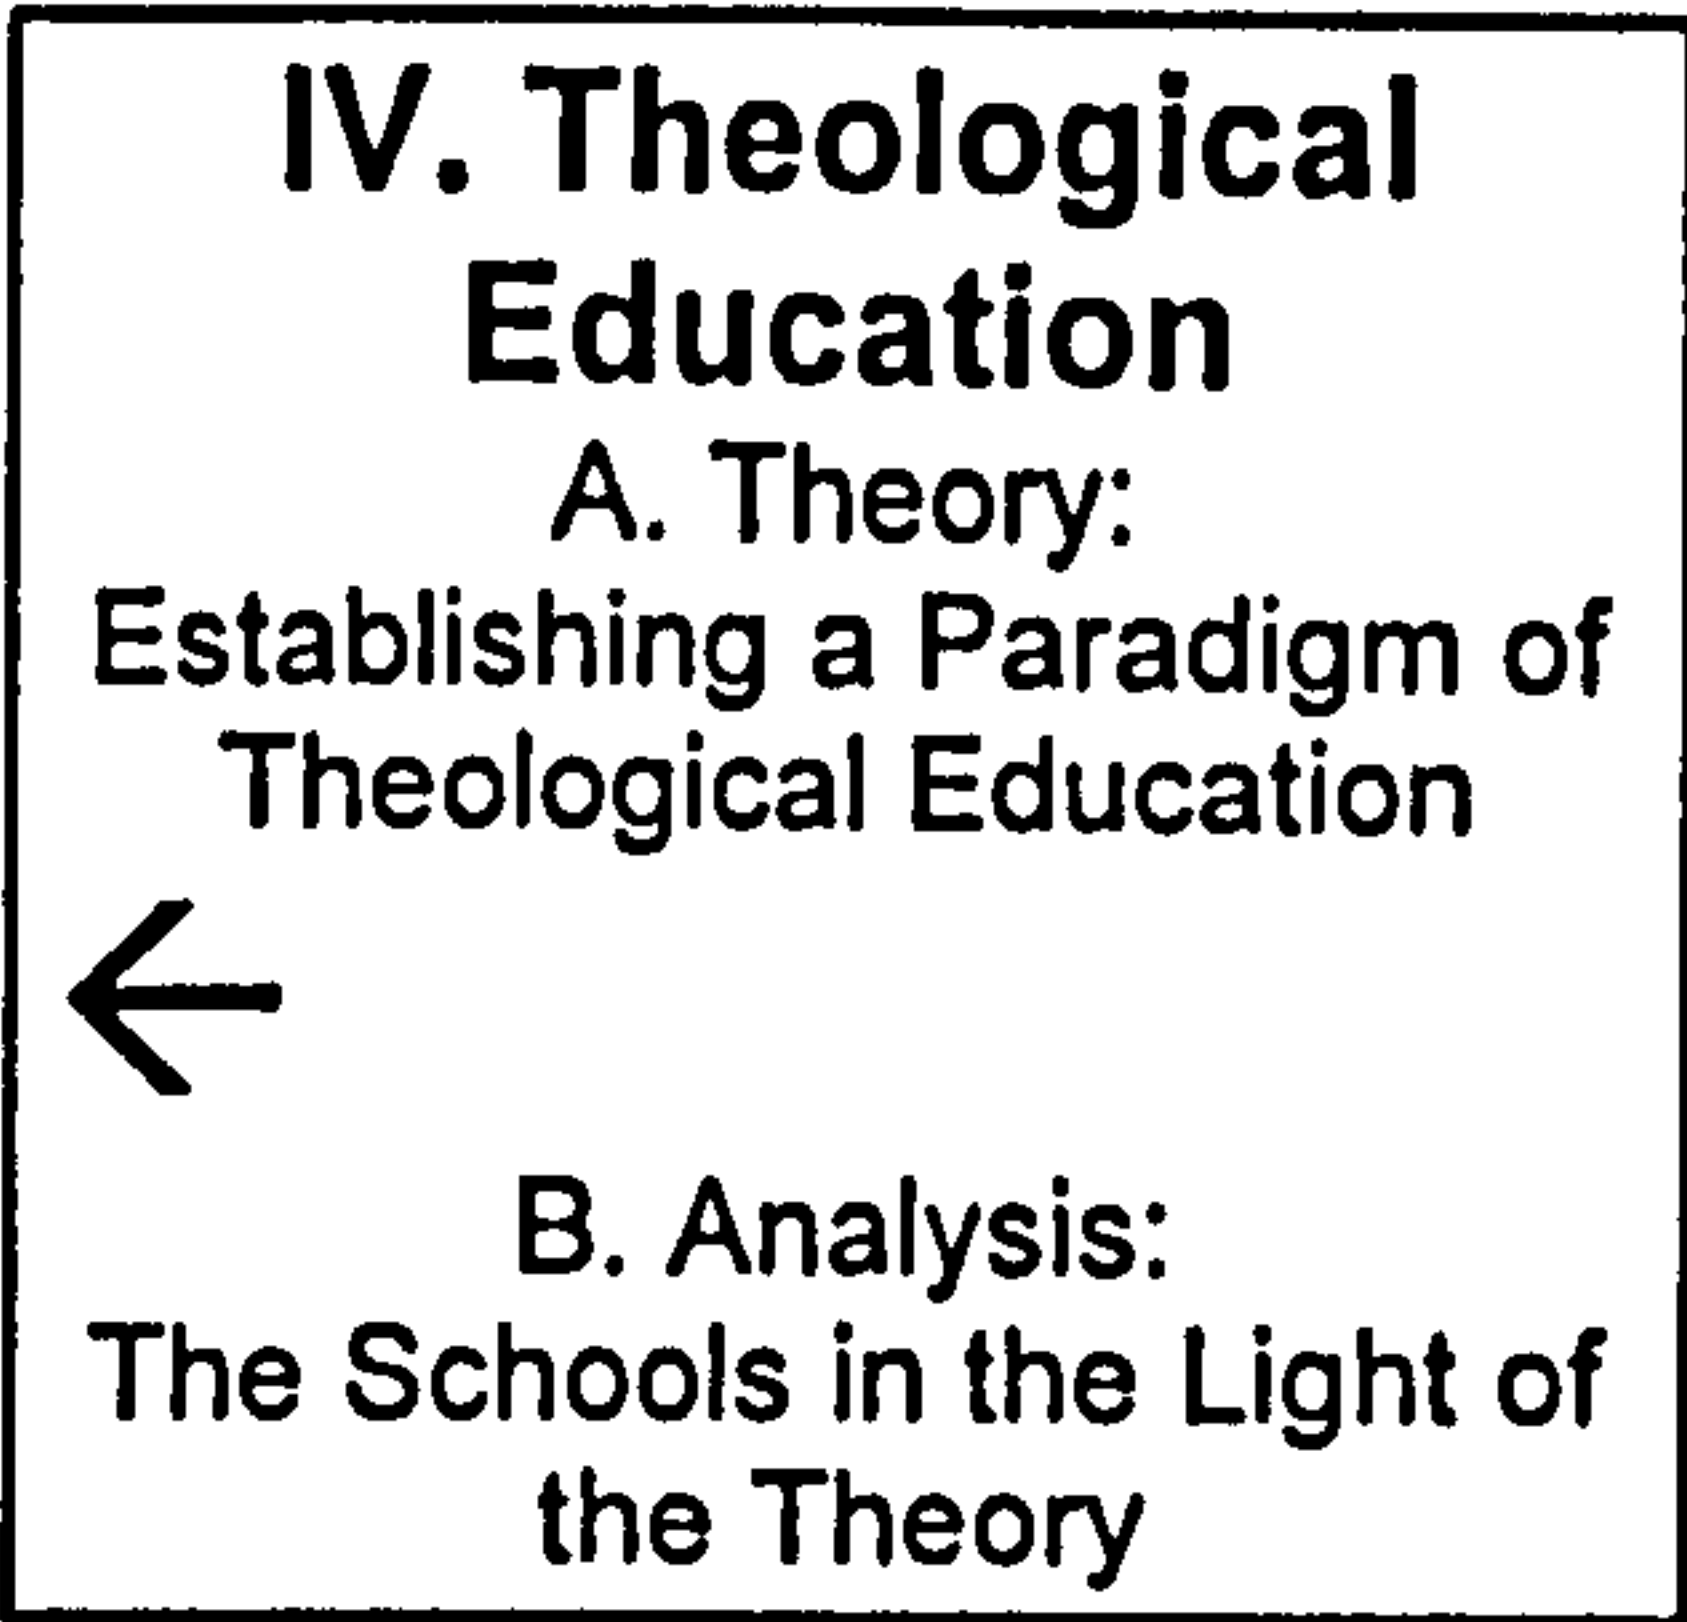 IV. Theological
Education
A. Theory:
Establishing a Paradigm of
Theological Education
B. Analysis:
The Schools in the Light of
the Theory